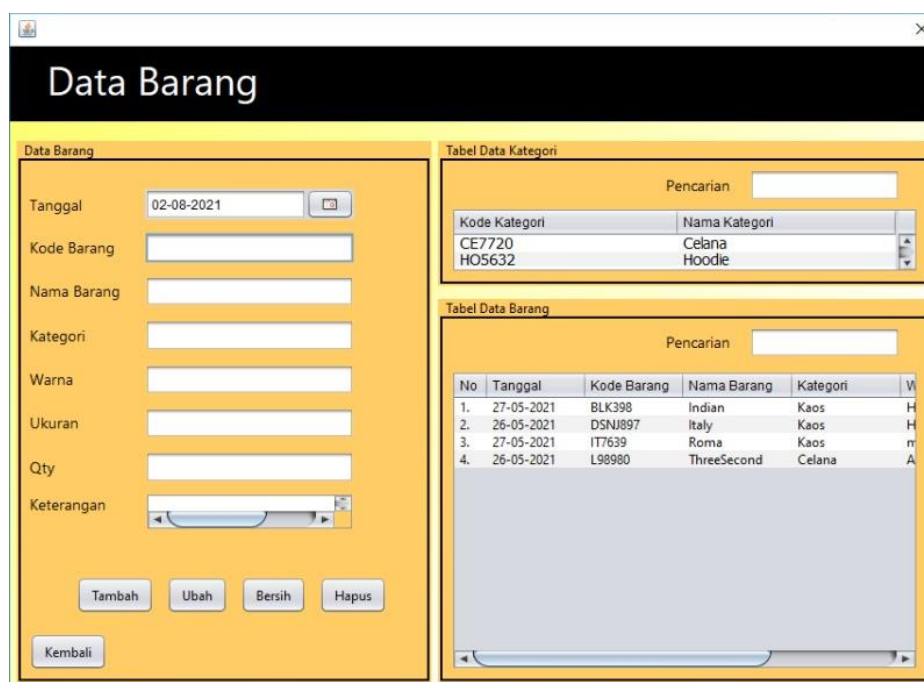 Data Barang
Data Barang
Tanggal 02-08-2021
Kode Barang
Nama Barang
Kategori
Warna
Ukuran
Qty
Keterangan
Tambah Ubah Bersih Hapus
Kembali
Tabel Data Kategori
Pencarian
Kode Kategori Nama Kategori
CE7720 Celana
HO5632 Hoodie
Tabel Data Barang
Pencarian
No Tanggal Kode Barang Nama Barang Kategori W
1. 27-05-2021 BLK398 Indian Kaos H
2. 26-05-2021 DSNJ897 Italy Kaos H
3. 27-05-2021 IT7639 Roma Kaos m
4. 26-05-2021 L98980 ThreeSecond Celana A